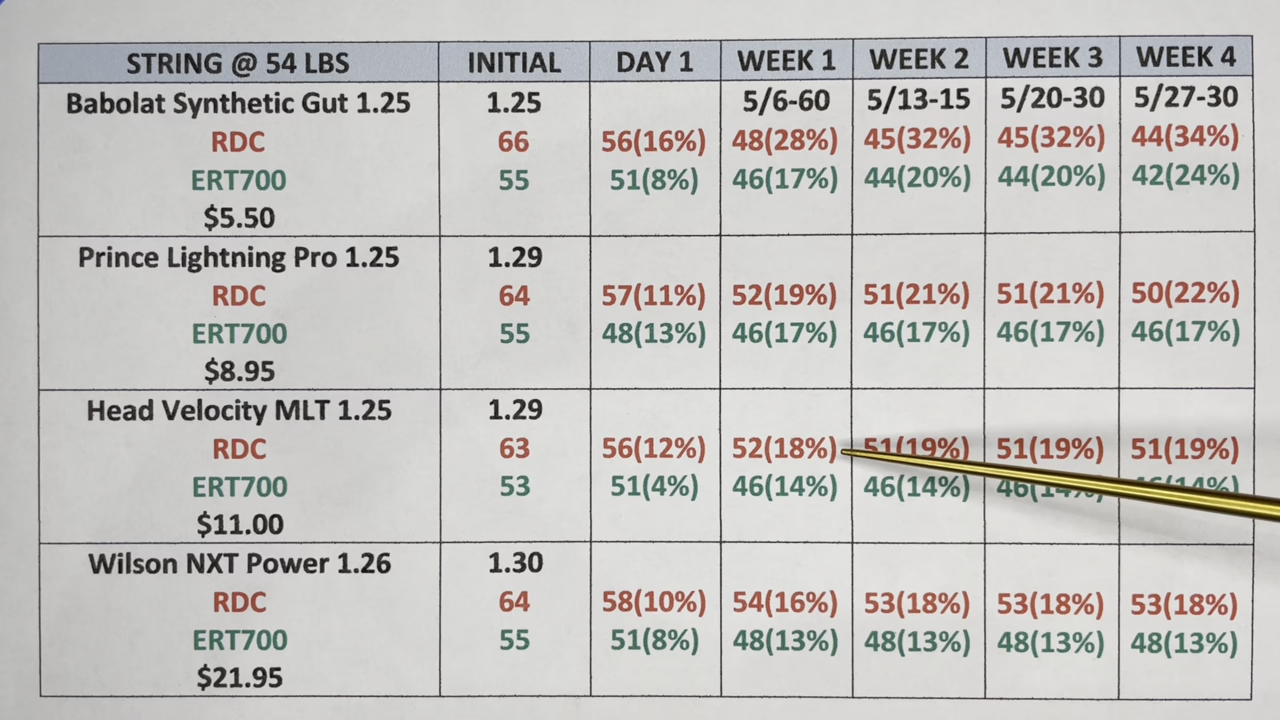 STRING @ 54 LBS INITIAL DAY 1 WEEK 1 WEEK 2 WEEK 3 WEEK 4
Babolat Synthetic Gut 1.25 1.25 5/6-60 5/13-15 5/20-30 5/27-30
RDC 66 56(16%) 48(28%) 45(32%) 45(32%) 44(34%)
ERT700 55 51(8%) 46(17%) 44(20%) 44(20%) 42(24%)
$5.50
Prince Lightning Pro 1.25 1.29
RDC 64 57(11%) 52(19%) 51(21%) 51(21%) 50(22%)
ERT700 55 48(13%) 46(17%) 46(17%) 46(17%) 46(17%)
$8.95
Head Velocity MLT 1.25 1.29
RDC 63 56(12%) 52(18%) 51(19%) 51(19%) 51(19%)
ERT700 53 51(4%) 46(14%) 46(14%) 46(14%) 46(14%)
$11.00
Wilson NXT Power 1.26 1.30
RDC 64 58(10%) 54(16%) 53(18%) 53(18%) 53(18%)
ERT700 55 51(8%) 48(13%) 48(13%) 48(13%) 48(13%)
$21.95